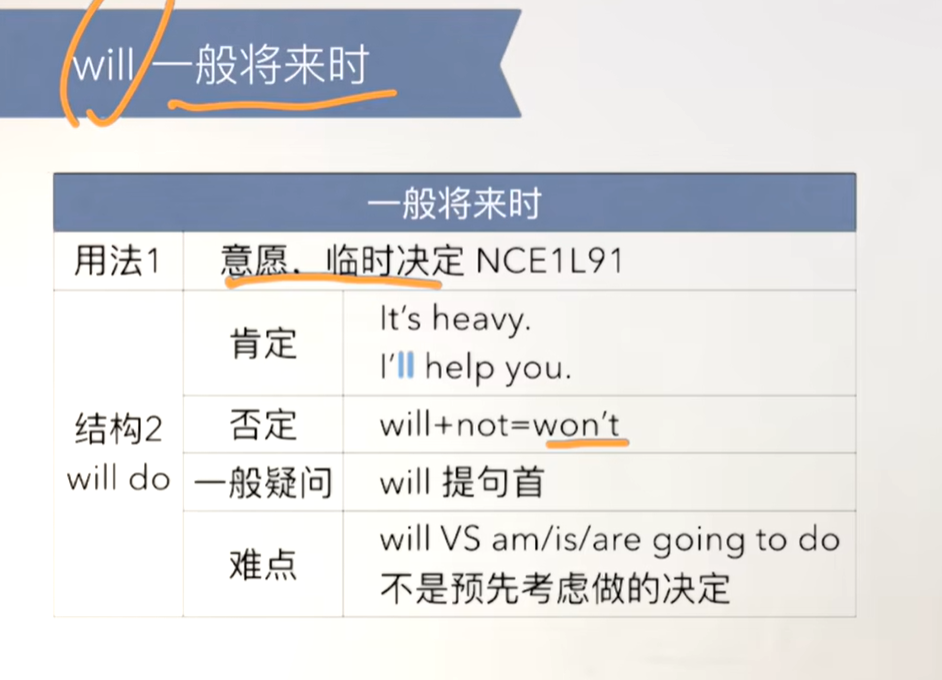 will 一般将来时
一般将来时
用法1
意愿、临时决定 NCE1L91
结构2
will do
肯定
It's heavy.
I'll help you.
否定
will+not=won't
一般疑问
will 提句首
难点
will VS am/is/are going to do
不是预先考虑做的决定